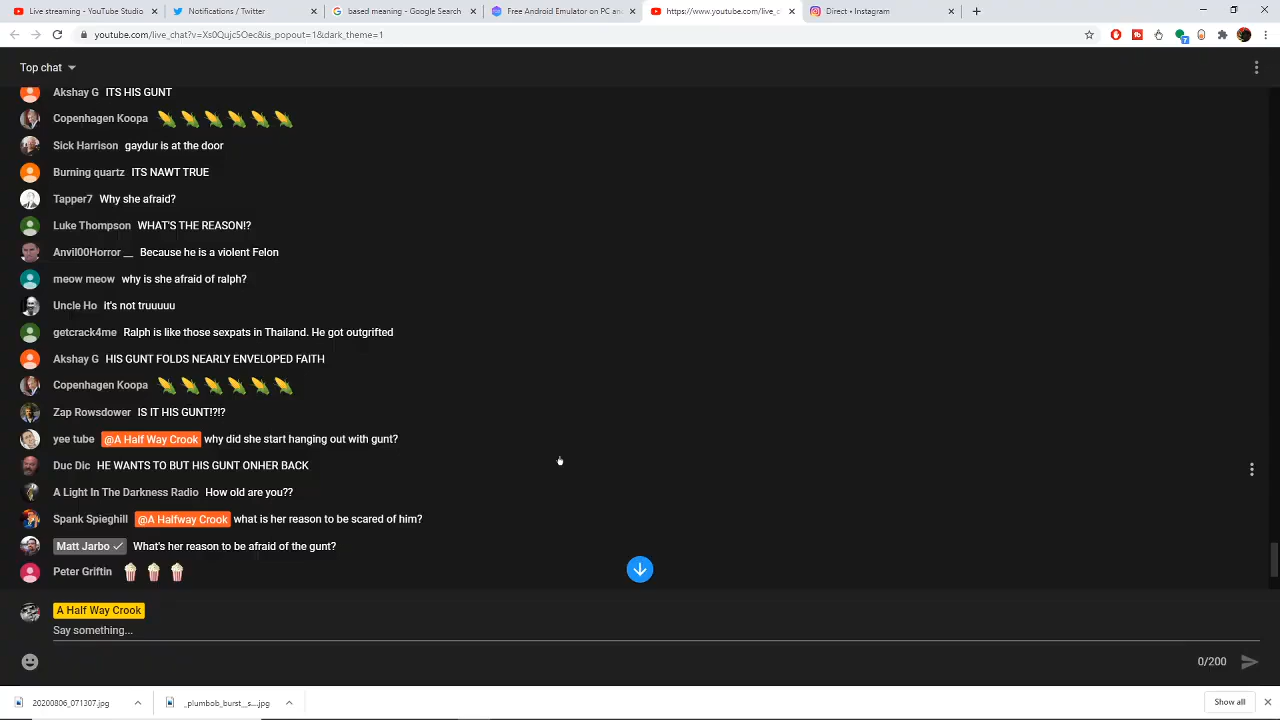 Live streaming - YouTube Studio
Notifications / Twitter
based meaning - Google Search
Free Android Emulator on PC and
https://www.youtube.com/live_c
Direct • Instagram
youtube.com/live_chat?v=Xs0Qujc5Oec&is_popout=1&dark_theme=1
Top chat
Akshay G ITS HIS GUNT
Copenhagen Koopa
Sick Harrison gaydur is at the door
Burning quartz ITS NAWT TRUE
Tapper7 Why she afraid?
Luke Thompson WHAT'S THE REASON!?
Anvil00Horror __ Because he is a violent Felon
meow meow why is she afraid of ralph?
Uncle Ho it's not truuuuu
getcrack4me Ralph is like those sexpats in Thailand. He got outgrifted
Akshay G HIS GUNT FOLDS NEARLY ENVELOPED FAITH
Copenhagen Koopa
Zap Rowsdower IS IT HIS GUNT!?!?
yee tube @A Half Way Crook why did she start hanging out with gunt?
Duc Dic HE WANTS TO BUT HIS GUNT ONHER BACK
A Light In The Darkness Radio How old are you??
Spank Spieghill @A Halfway Crook what is her reason to be scared of him?
Matt Jarbo What's her reason to be afraid of the gunt?
Peter Griftin
A Half Way Crook
Say something...
0/200
20200806_071307.jpg
_plumbob_burst__s....jpg
Show all